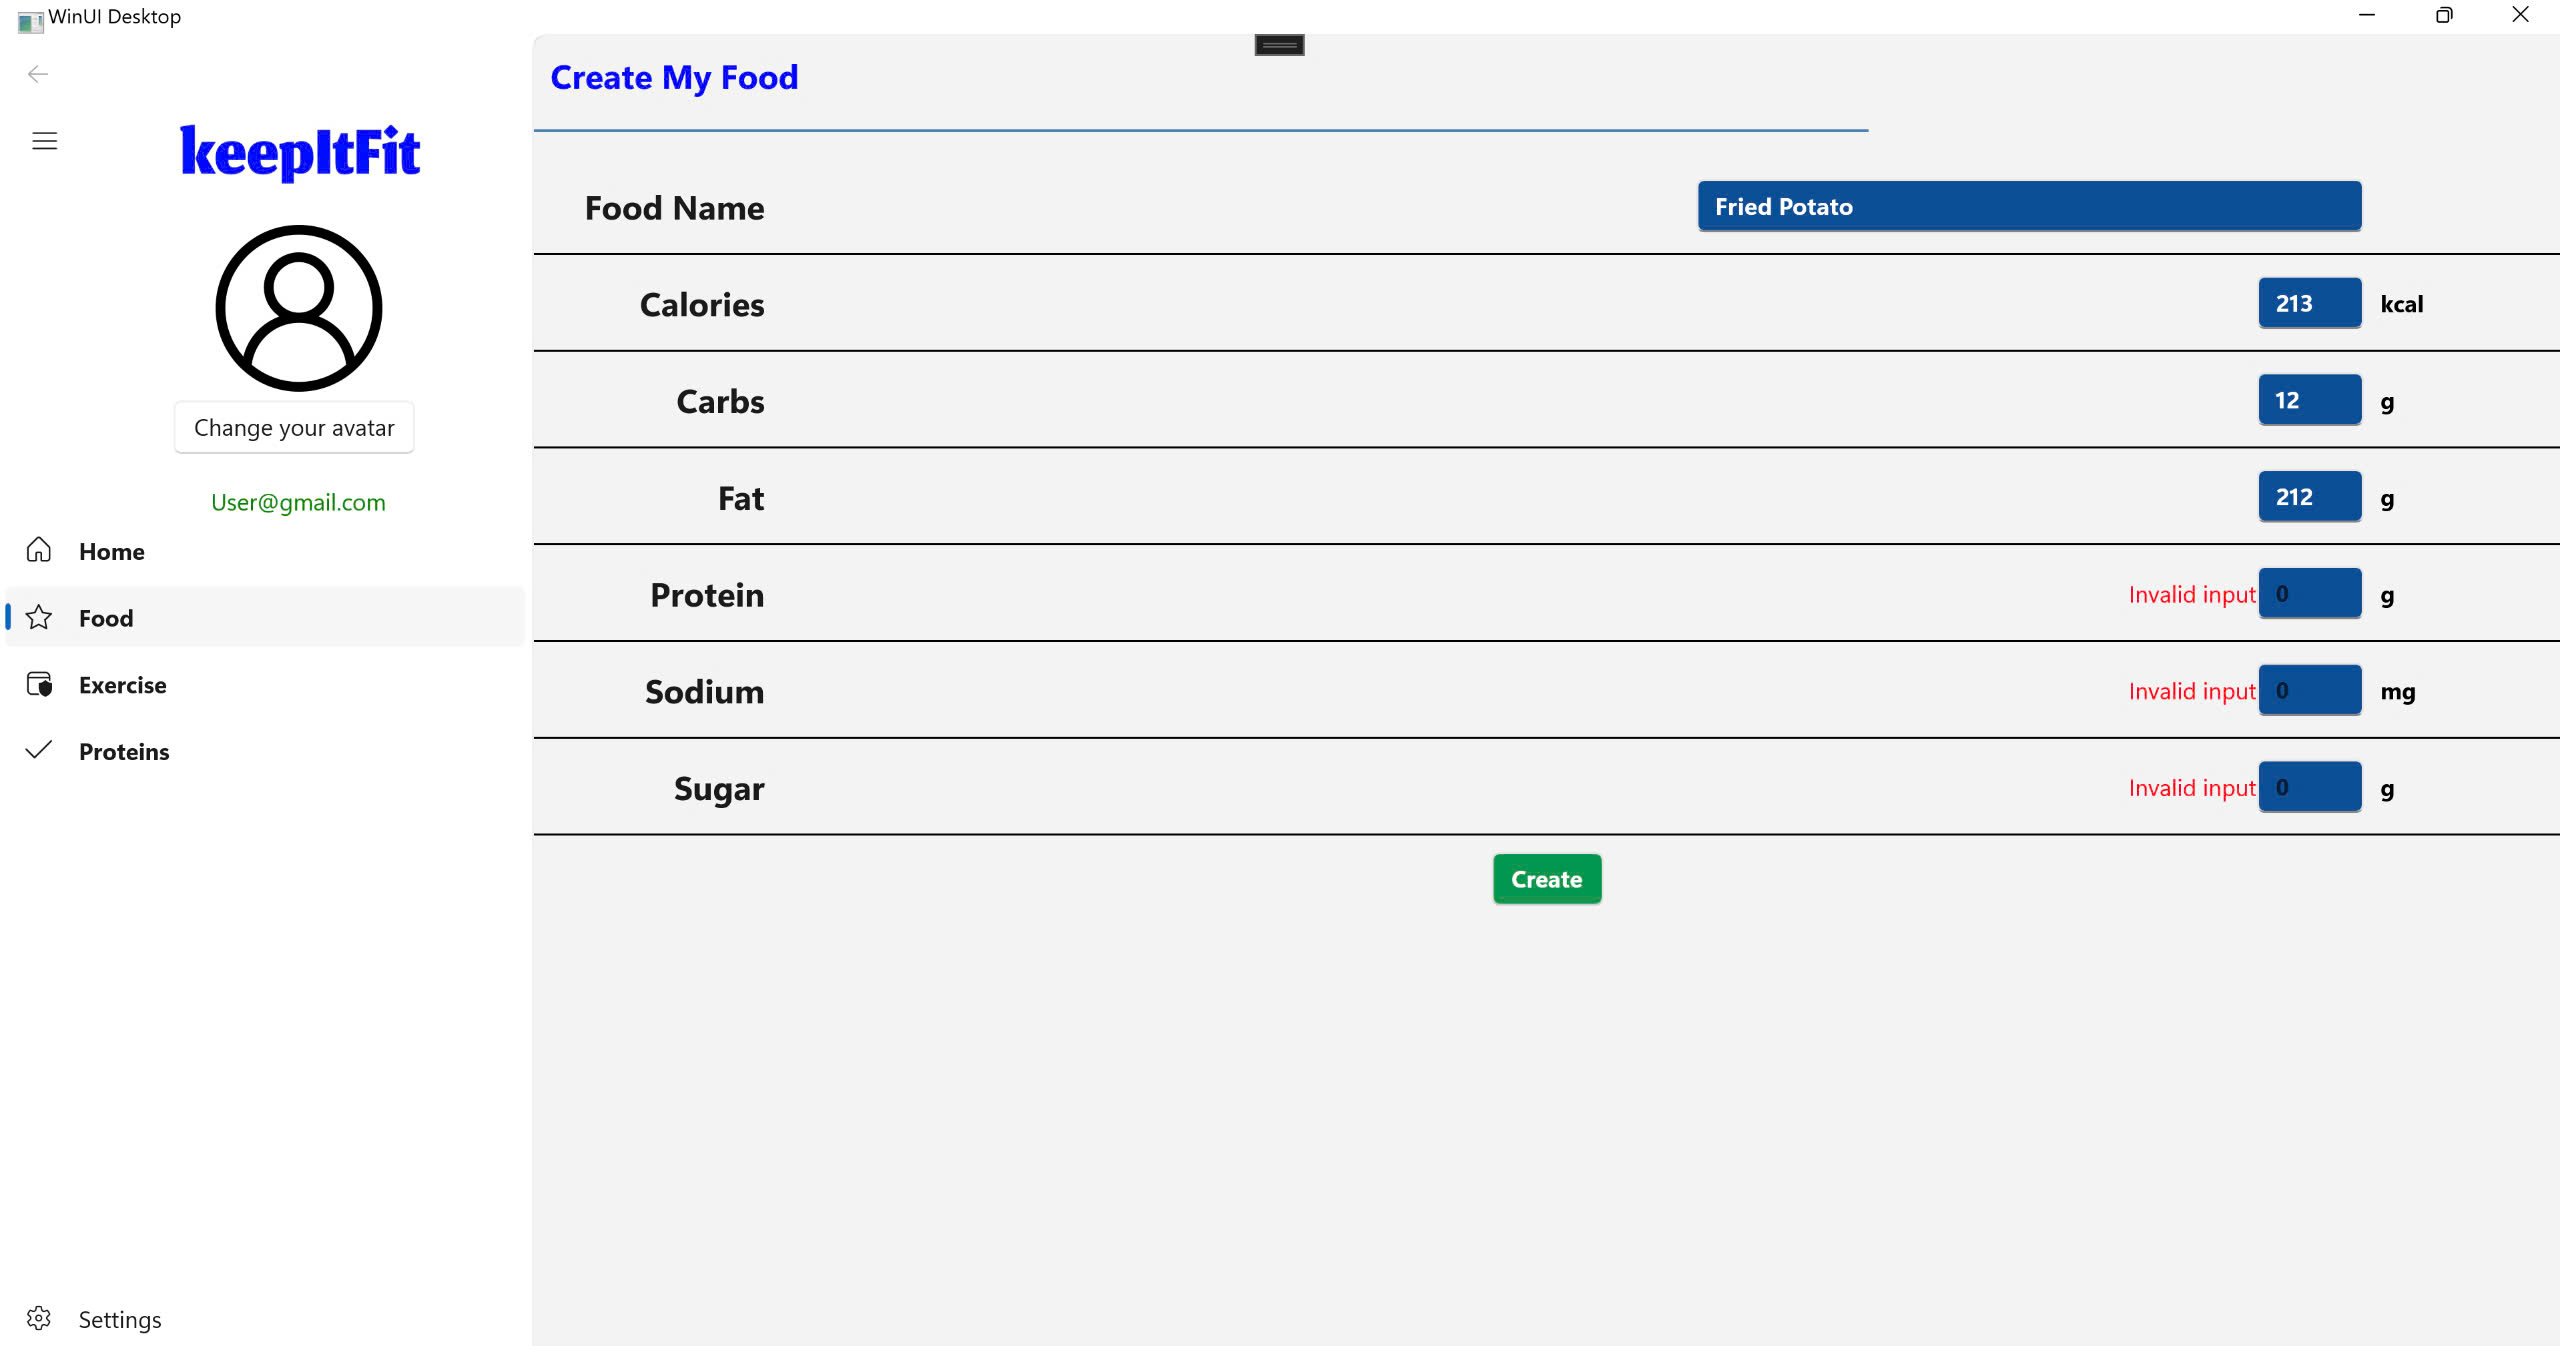 WinUI Desktop
keepItFit
Change your avatar
User@gmail.com
Home
Food
Exercise
Proteins
Settings
Create My Food
Food Name Fried Potato
Calories 213 kcal
Carbs 12 g
Fat 212 g
Protein Invalid input 0 g
Sodium Invalid input 0 mg
Sugar Invalid input 0 g
Create